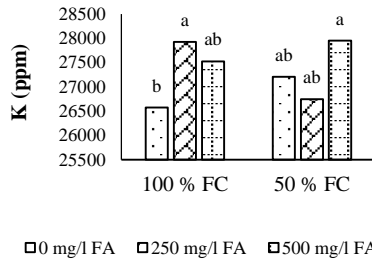 K (ppm)
28500
28000
27500
27000
26500
26000
25500
b
a
ab
ab
ab
a
100 % FC
50 % FC
0 mg/l FA
250 mg/l FA
500 mg/l FA